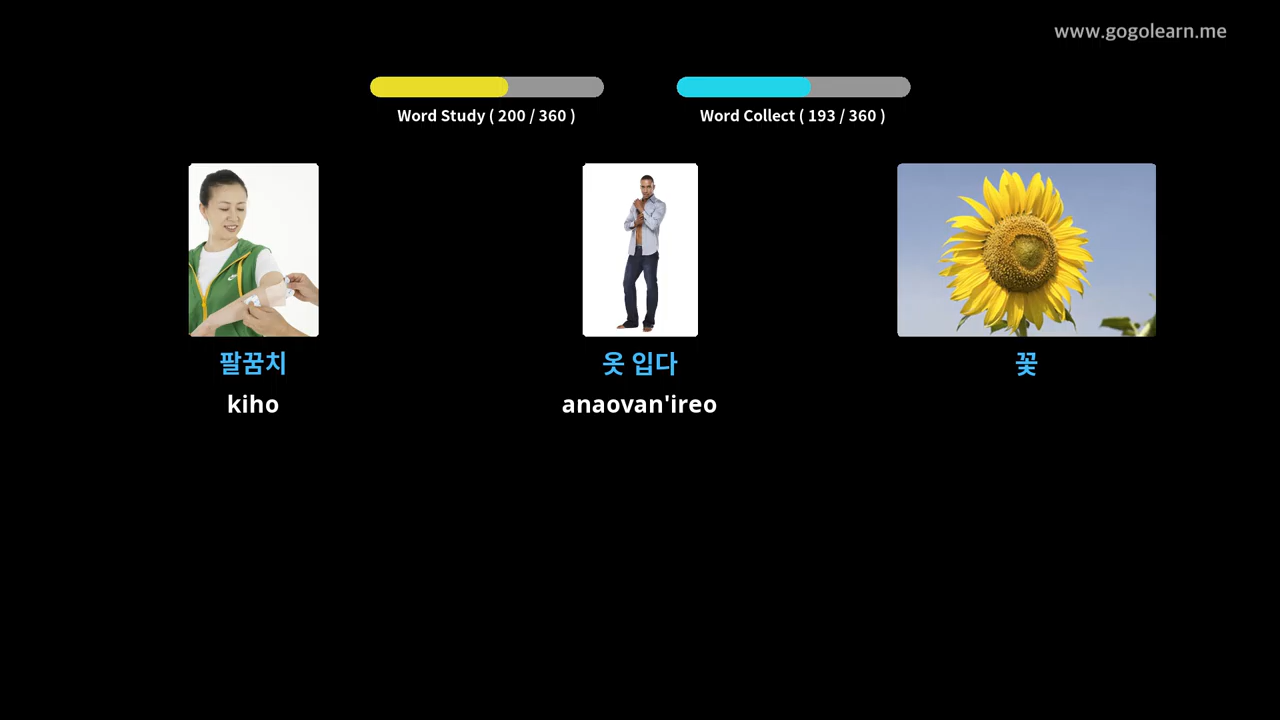 www.gogolearn.me
Word Study ( 200 / 360 )
Word Collect ( 193 / 360 )
팔꿈치
옷 입다
꽃
kiho
anaovan'ireo